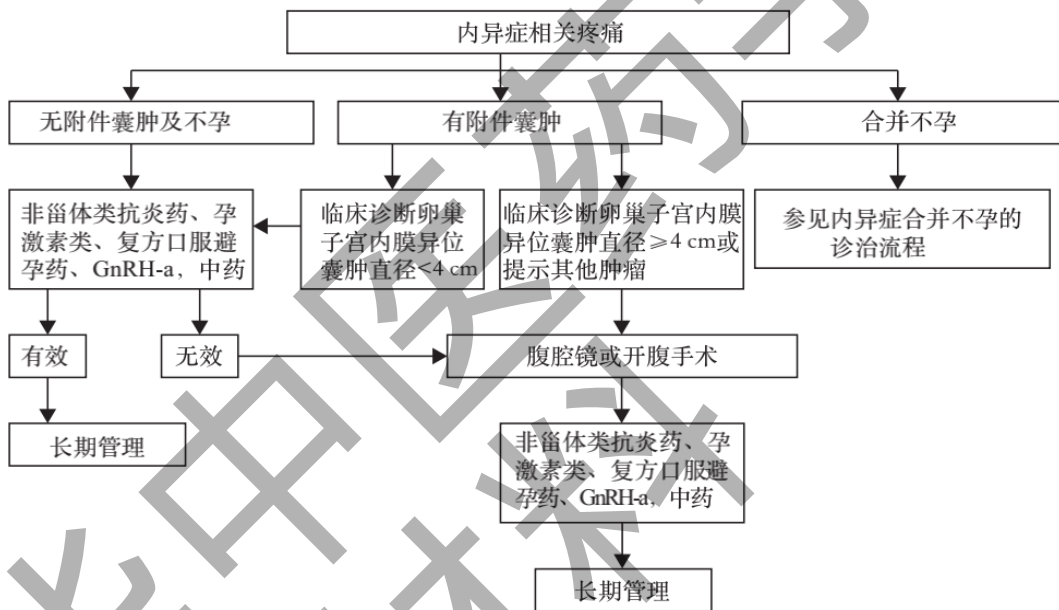 内异症相关疼痛
无附件囊肿及不孕
有附件囊肿
合并不孕
非甾体类抗炎药、孕
激素类、复方口服避
孕药、GnRH-a，中药
临床诊断卵巢
子宫内膜异位
囊肿直径<4 cm
临床诊断卵巢子宫内膜
异位囊肿直径≥4 cm或
提示其他肿瘤
参见内异症合并不孕的
诊治流程
有效
无效
腹腔镜或开腹手术
长期管理
非甾体类抗炎药、孕
激素类、复方口服避
孕药、GnRH-a，中药
长期管理
中医药
材料